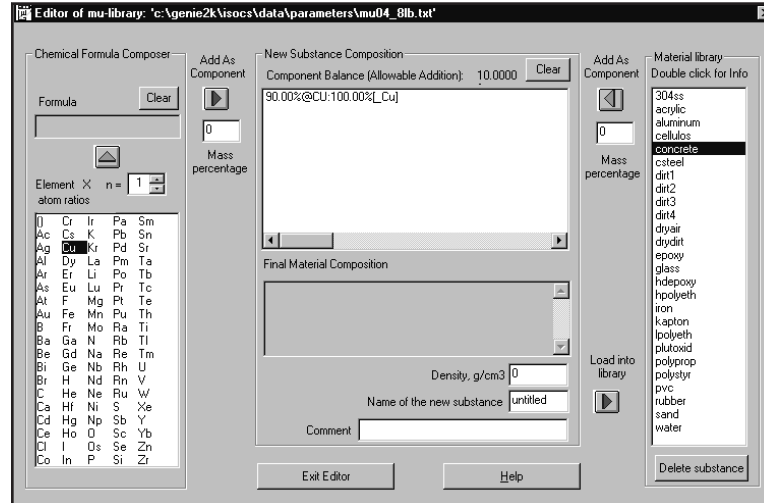 Editor of mu-library: 'c:\genie2k\isocs\data\parameters\mu04_8lb.txt'
Chemical Formula Composer
Formula
Clear
Element X n = 1
atom ratios
() Cr Ir Pa Sm
Ac Cs K Pb Sn
Ag Cu Kr Pd Sr
Al Dy La Pm Ta
Ar Er Li Po Tb
As Eu Lu Pr Tc
At F Mg Pt Te
Au Fe Mn Pu Th
B Fr Mo Ra Ti
Ba Ga N Rb Tl
Be Gd Na Re Tm
Bi Ge Nb Rh U
Br H Nd Rn V
C He Ne Ru W
Ca Hf Ni S Xe
Cd Hg Np Sb Y
Ce Ho O Sc Yb
Cl I Os Se Zn
Co In P Si Zr
Add As
Component
0
Mass
percentage
New Substance Composition
Component Balance (Allowable Addition): 10.0000
Clear
90.00%@CU:100.00%[_Cu]
Final Material Composition
Density, g/cm3 0
Name of the new substance untitled
Comment
Exit Editor
Help
Add As
Component
0
Mass
percentage
Load into
library
Material library
Double click for Info
304ss
acrylic
aluminum
cellulos
concrete
csteel
dirt1
dirt2
dirt3
dirt4
dryair
drydirt
epoxy
glass
hdepoxy
hpolyeth
iron
kapton
lpolyeth
plutoxid
polyprop
polystyr
pvc
rubber
sand
water
Delete substance